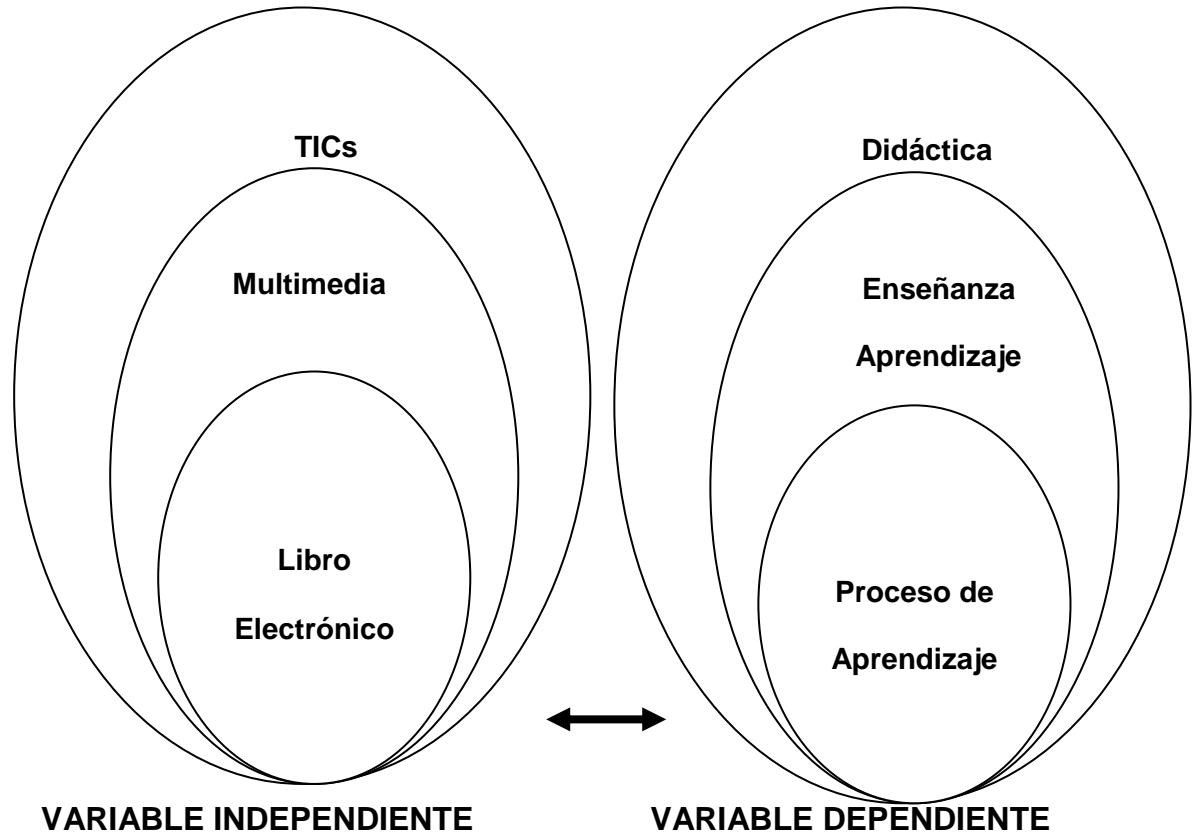 TICs
Multimedia
Libro
Electrónico
VARIABLE INDEPENDIENTE
Didáctica
Enseñanza
Aprendizaje
Proceso de
Aprendizaje
VARIABLE DEPENDIENTE